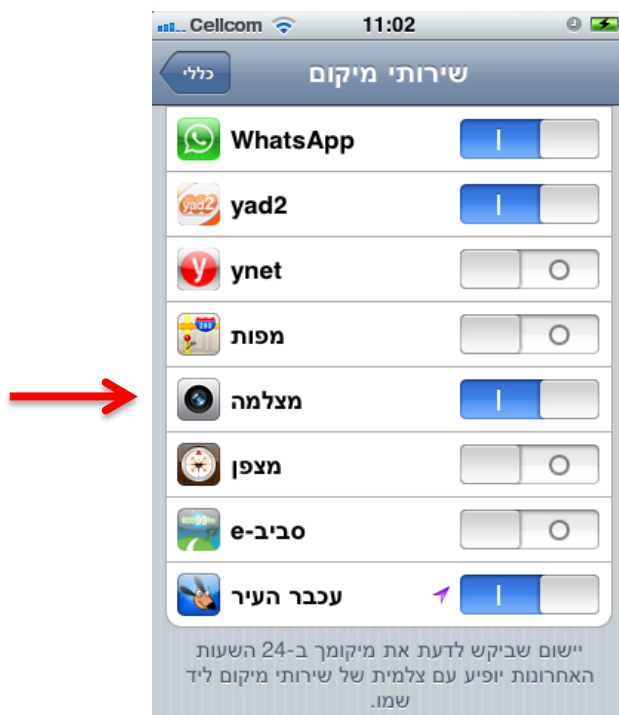 Cellcom 11:02
כללי
שירותי מיקום
WhatsApp
yad2
yad2
y
ynet
280
מפות
מצלמה
מצפן
eco99fm
סביב-e
עכבר העיר
יישום שביקש לדעת את מיקומך ב-24 השעות
האחרונות יופיע עם צלמית של שירותי מיקום ליד
שמו.